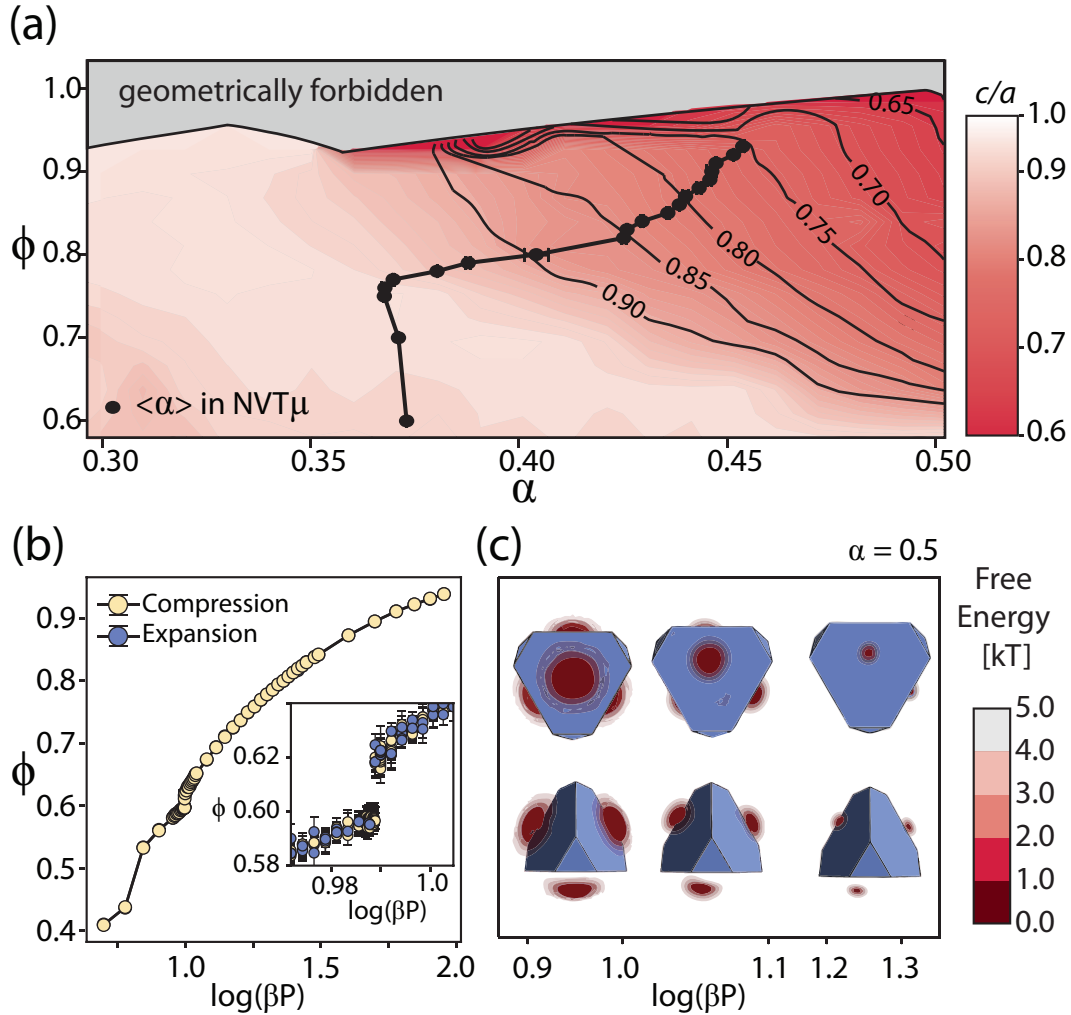 (a)
geometrically forbidden
1.0
0.9
0.8
0.7
0.6
ϕ
0.65
0.70
0.75
0.80
0.85
0.90
<α> in NVTμ
0.30 0.35 0.40 0.45 0.50
α
c/a
1.0
0.9
0.8
0.7
0.6
(b)
Compression
Expansion
0.9
0.8
0.7
0.6
0.5
0.4
ϕ
0.62
0.60
0.58
ϕ
0.98 1.0
log(βP)
1.0 1.5 2.0
log(βP)
(c)
α = 0.5
0.9 1.0 1.1 1.2 1.3
log(βP)
Free
Energy
[kT]
5.0
4.0
3.0
2.0
1.0
0.0